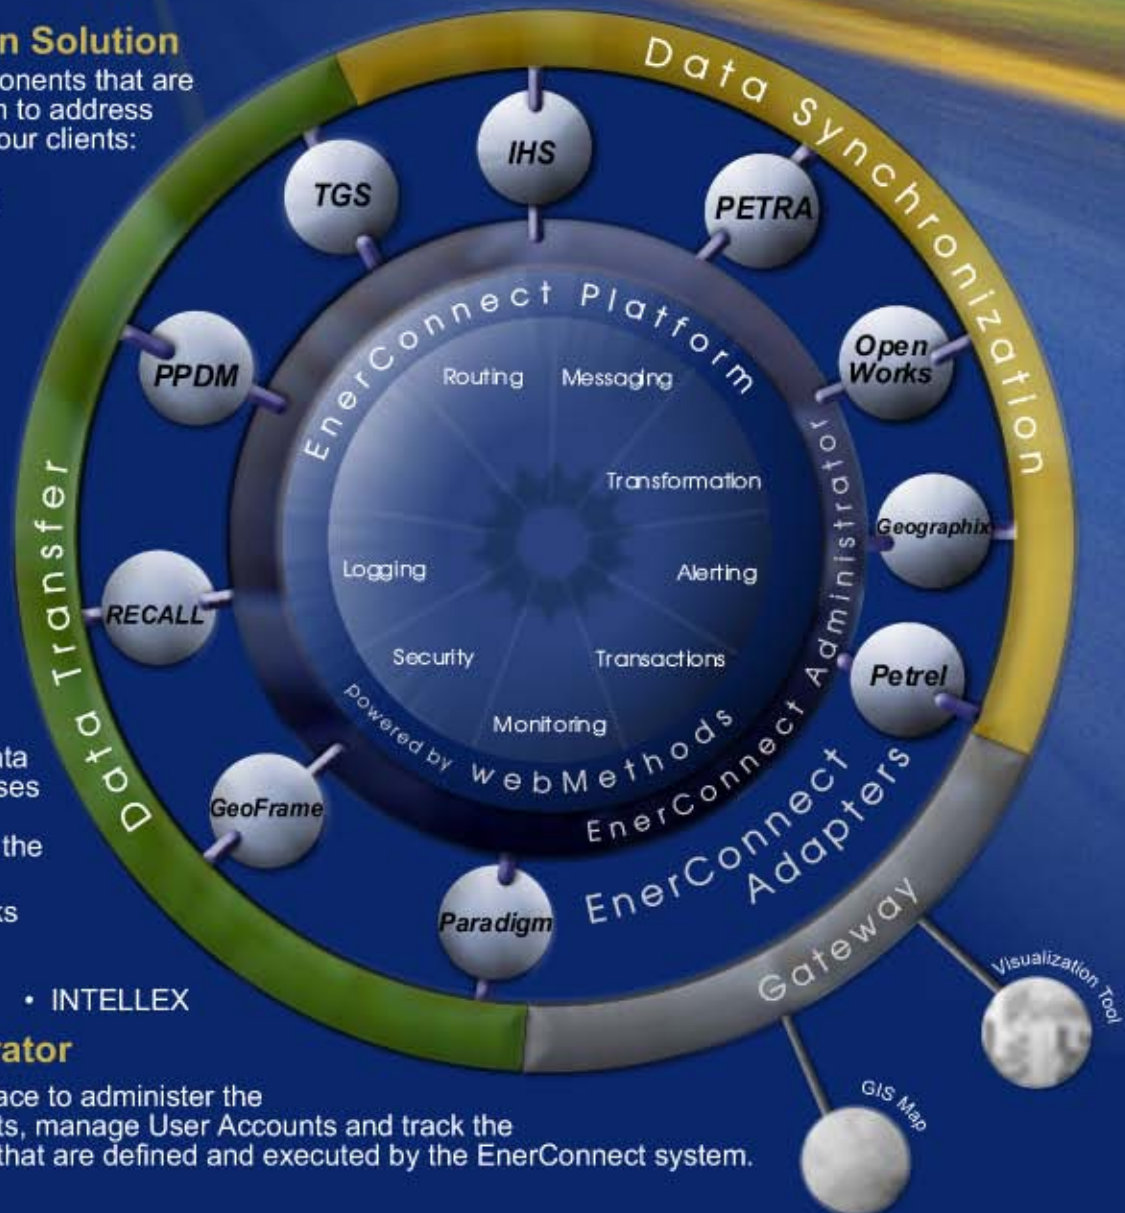 n Solution
onents that are
n to address
our clients:
Data Synchronization
IHS
TGS
PETRA
EnerConnect Platform
Open
Works
PPDM
Routing
Messaging
Transformation
Data Transfer
Geographix
Logging
Alerting
RECALL
EnerConnect Administrator
Security
Transactions
Petrel
Monitoring
powered by webMethods
EnerConnect
Adapters
ata
ses
GeoFrame
the
Paradigm
ks
Gateway
Visualization Tool
• INTELLEX
rator
ace to administer the
GIS Map
ts, manage User Accounts and track the
that are defined and executed by the EnerConnect system.